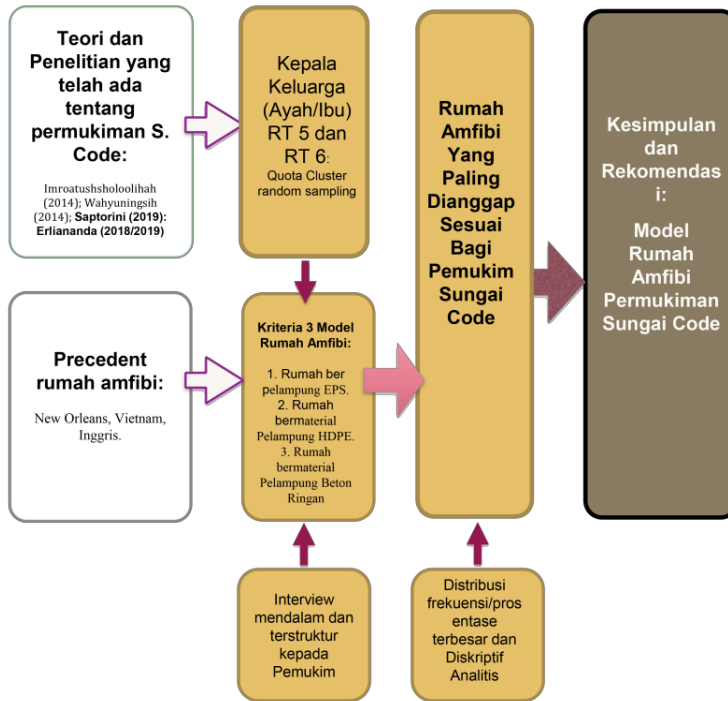 Teori dan
Penelitian yang
telah ada
tentang
permukiman S.
Code:
Imroatushsholoolihah
(2014); Wahyuningsih
(2014); Saptorini (2019):
Erliananda (2018/2019)
Kepala
Keluarga
(Ayah/Ibu)
RT 5 dan
RT 6:
Quota Cluster
random sampling
Precedent
rumah amfibi:
New Orleans, Vietnam,
Inggris.
Kriteria 3 Model
Rumah Amfibi:
1. Rumah ber
pelampung EPS.
2. Rumah
bermaterial
Pelampung HDPE.
3. Rumah
bermaterial
Pelampung Beton
Ringan
Interview
mendalam dan
terstruktur
kepada
Pemukim
Rumah
Amfibi
Yang
Paling
Dianggap
Sesuai
Bagi
Pemukim
Sungai
Code
Distribusi
frekuensi/pros
entase
terbesar dan
Diskriptif
Analitis
Kesimpulan
dan
Rekomendas
i:
Model
Rumah
Amfibi
Permukiman
Sungai Code